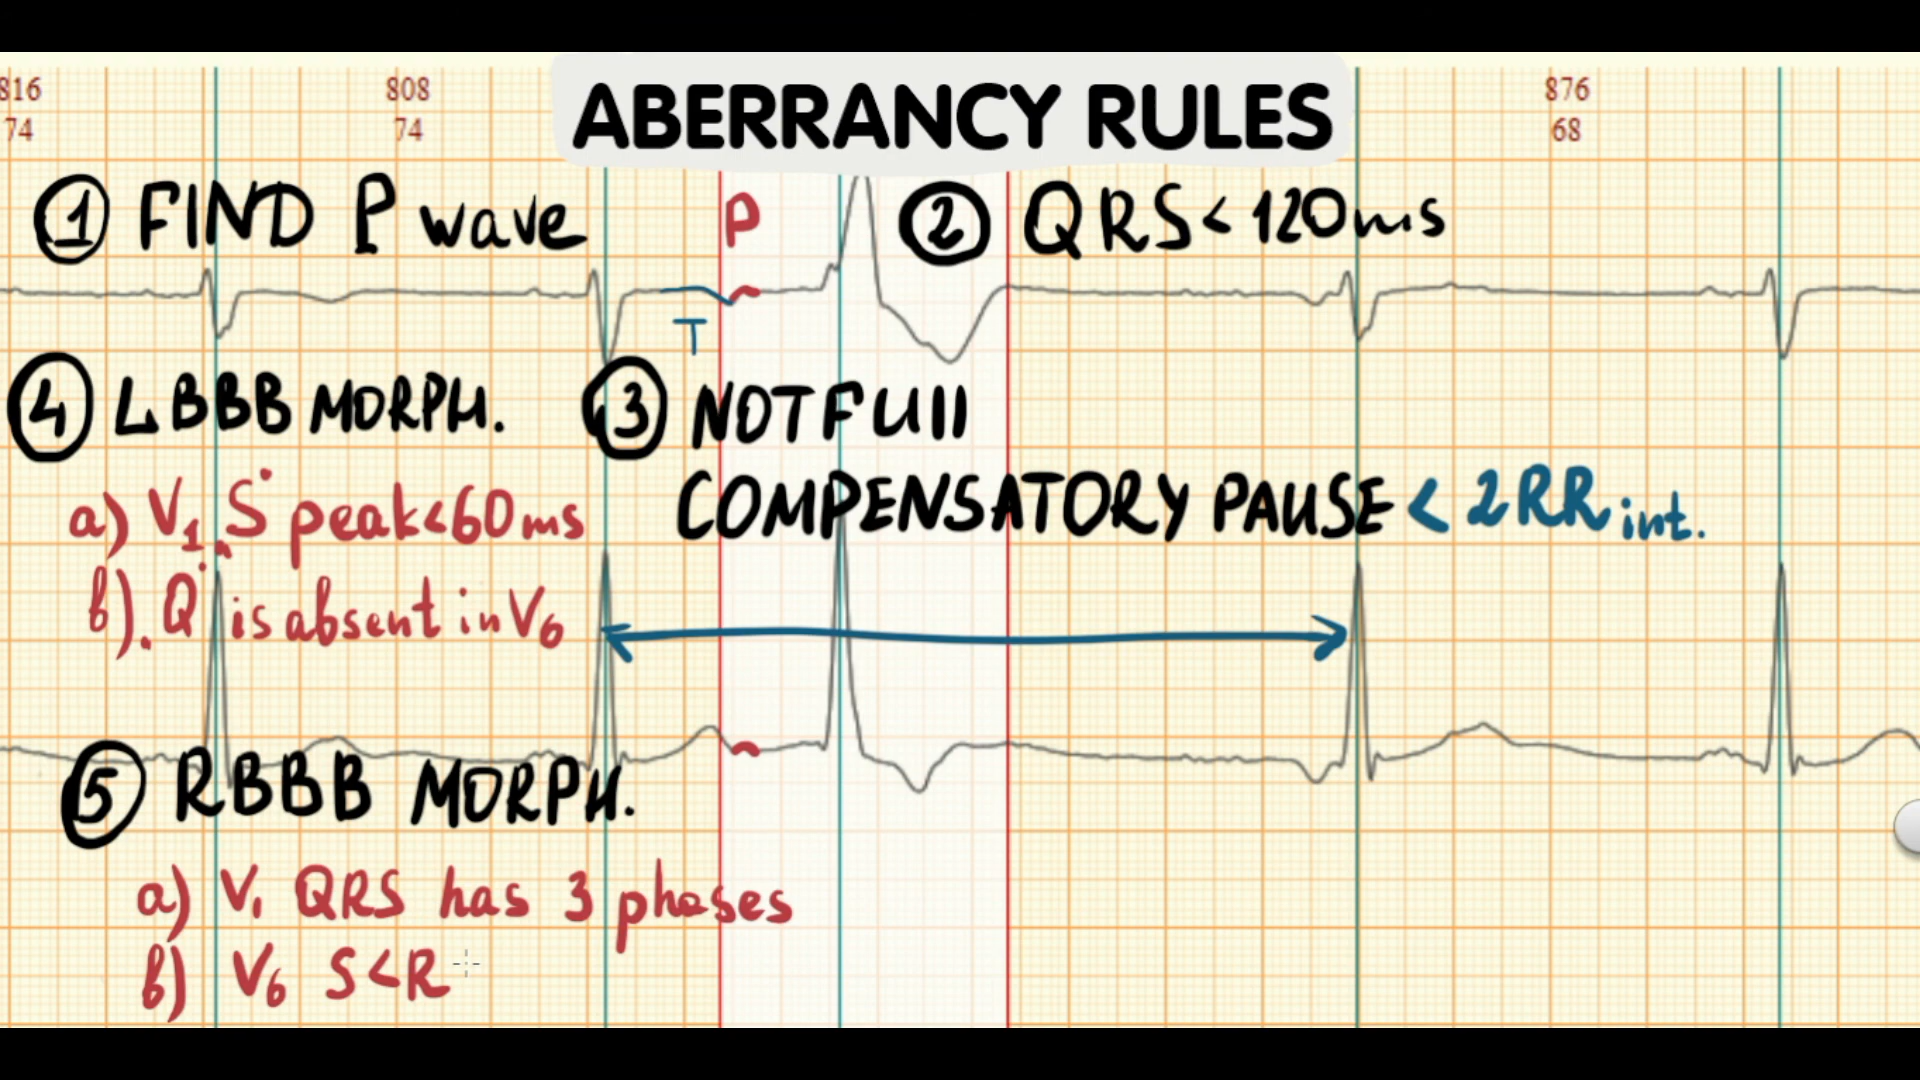 ABERRANCY RULES
816
74
808
74
876
68
① FIND P wave
P
② QRS < 120ms
T
④ LBBB MORPH.
a) V1 S peak<60ms
b). Q is absent in V6
③ NOT FUll
COMPENSATORY PAUSE < 2RR int.
⑤ RBBB MORPH.
a) V1 QRS has 3 phases
b) V6 S<R